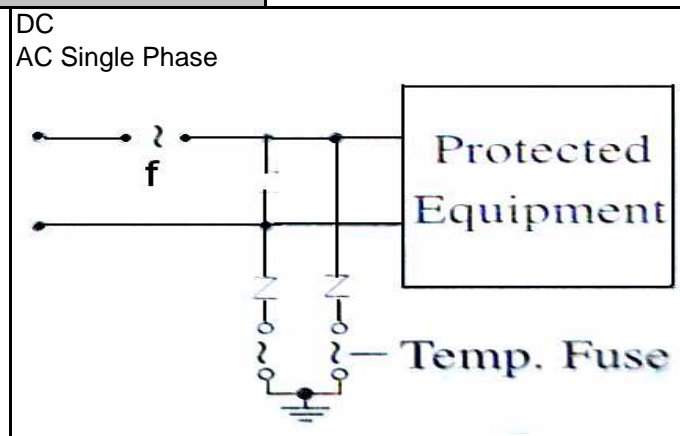 DC
AC Single Phase
Protected
f
Equipment
Temp. Fuse